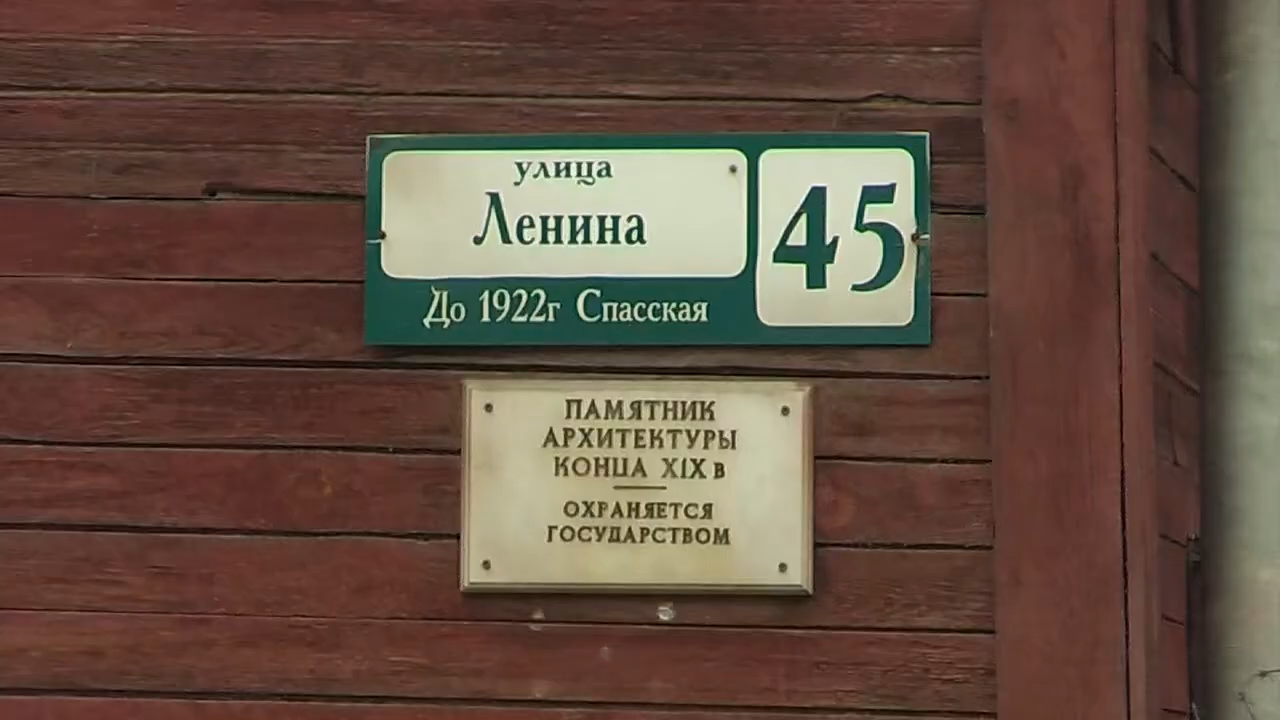 улица
Ленина
45
До 1922г Спасская
ПАМЯТНИК
АРХИТЕКТУРЫ
КОНЦА XIX в
ОХРАНЯЕТСЯ
ГОСУДАРСТВОМ